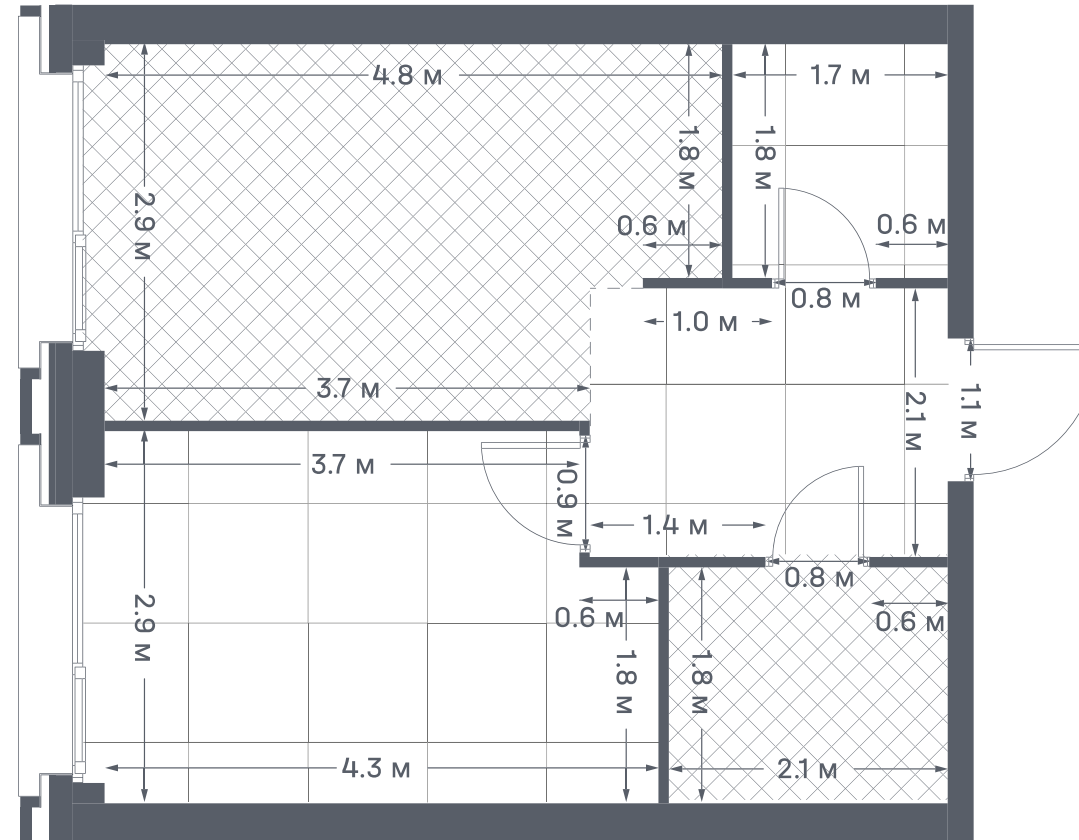 4.8 м
1.7 м
1.8 м
1.8 м
2.9 м
0.6 м
0.6 м
0.8 м
1.0 м
3.7 м
2.1 м
1.1 м
3.7 м
0.9 м
1.4 м
0.8 м
2.9 м
0.6 м
0.6 м
1.8 м
1.8 м
4.3 м
2.1 м